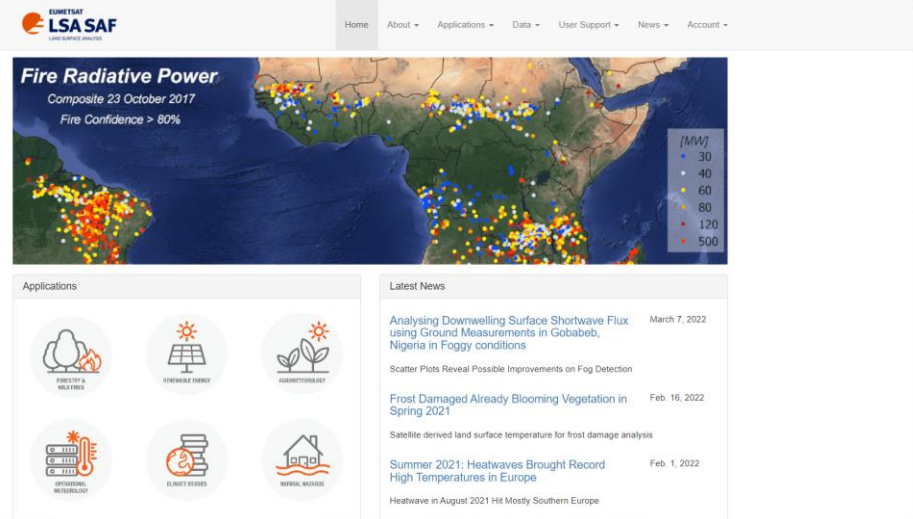 EUMETSAT
LSA SAF
LAND SURFACE ANALYSIS
Home About Applications Data User Support News Account
Fire Radiative Power
Composite 23 October 2017
Fire Confidence > 80%
[MW]
30
40
60
80
120
500
Applications
FORESTRY &
WILD FIRES
RENEWABLE ENERGY
AGROMETEOROLOGY
OPERATIONAL
METEOROLOGY
CLIMATE STUDIES
NATURAL HAZARDS
Latest News
Analysing Downwelling Surface Shortwave Flux March 7, 2022
using Ground Measurements in Gobabeb,
Nigeria in Foggy conditions
Scatter Plots Reveal Possible Improvements on Fog Detection
Frost Damaged Already Blooming Vegetation in Feb. 16, 2022
Spring 2021
Satellite derived land surface temperature for frost damage analysis
Summer 2021: Heatwaves Brought Record Feb. 1, 2022
High Temperatures in Europe
Heatwave in August 2021 Hit Mostly Southern Europe